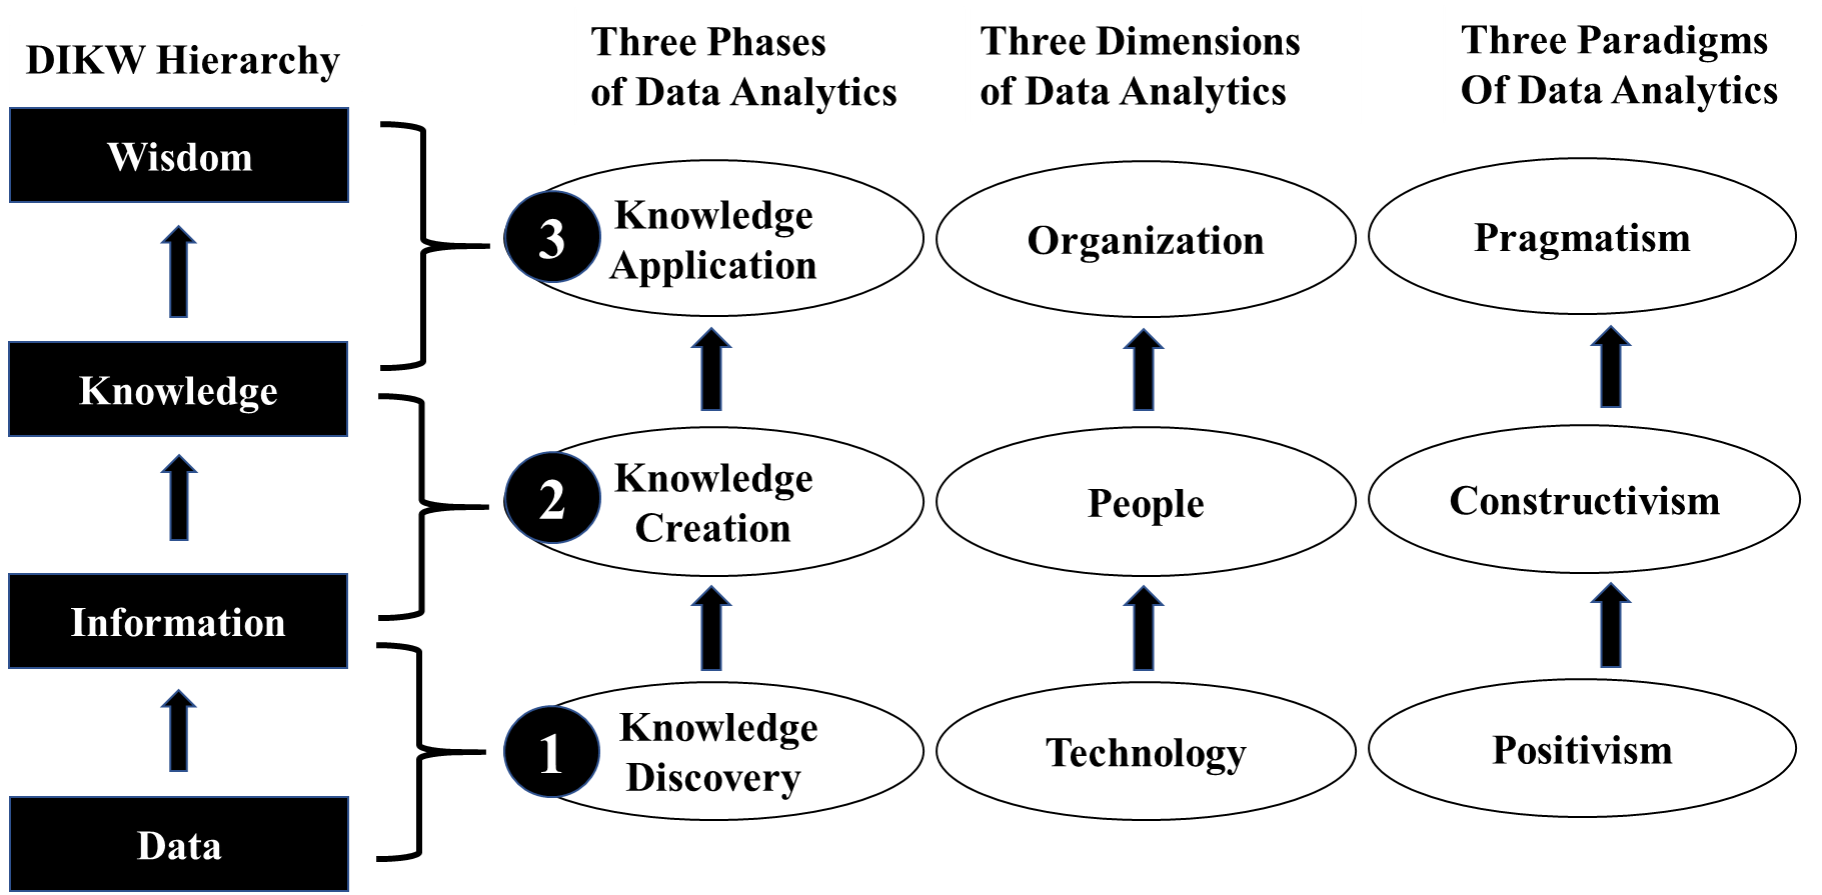 DIKW Hierarchy
Three Phases
of Data Analytics
Three Dimensions
of Data Analytics
Three Paradigms
Of Data Analytics
Wisdom
3
Knowledge
Application
Organization
Pragmatism
Knowledge
2
Knowledge
Creation
People
Constructivism
Information
1
Knowledge
Discovery
Technology
Positivism
Data